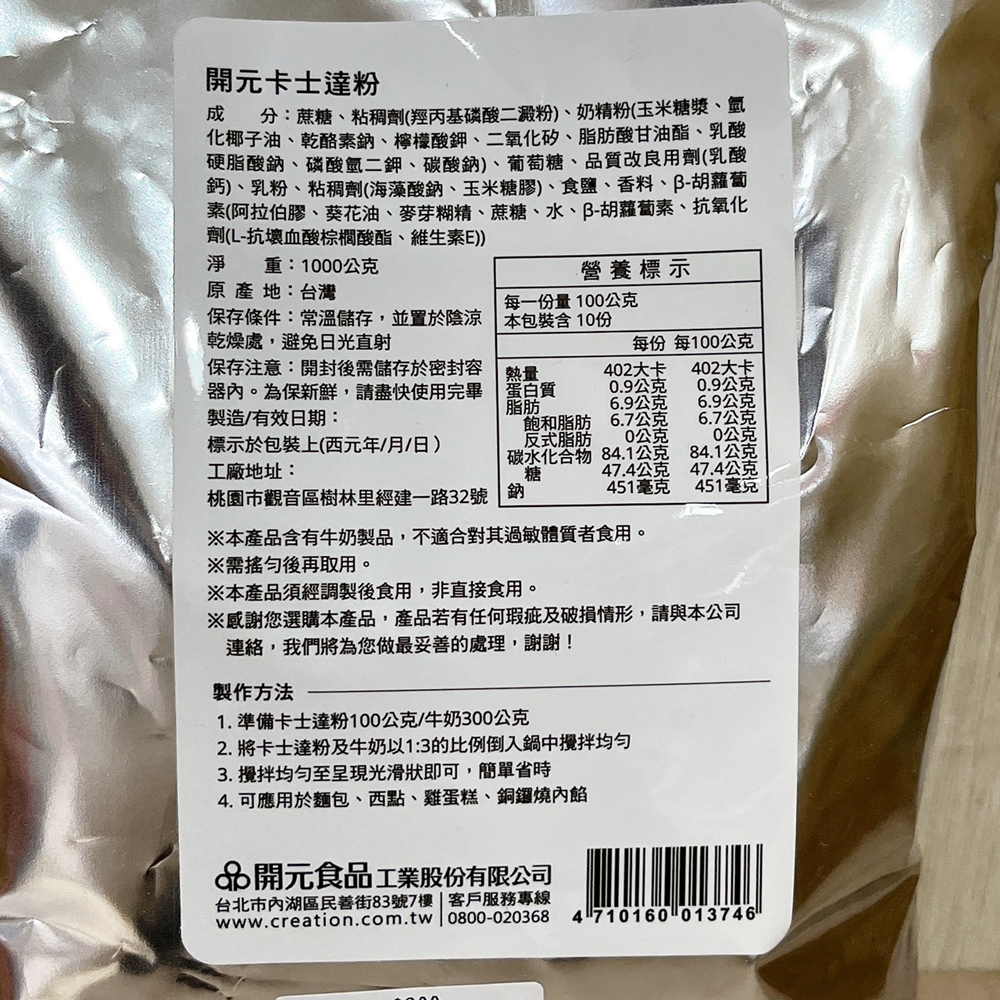 開元卡士達粉
成　　分：蔗糖、粘稠劑(羥丙基磷酸二澱粉)、奶精粉(玉米糖漿、氫
化椰子油、乾酪素鈉、檸檬酸鉀、二氧化矽、脂肪酸甘油酯、乳酸
硬脂酸鈉、磷酸氫二鉀、碳酸鈉)、葡萄糖、品質改良用劑(乳酸
鈣)、乳粉、粘稠劑(海藻酸鈉、玉米糖膠)、食鹽、香料、β-胡蘿蔔
素(阿拉伯膠、葵花油、麥芽糊精、蔗糖、水、β-胡蘿蔔素、抗氧化
劑(L-抗壞血酸棕櫚酸酯、維生素E))
淨　　重：1000公克
原 產 地：台灣
保存條件：常溫儲存，並置於陰涼
乾燥處，避免日光直射
保存注意：開封後需儲存於密封容
器內。為保新鮮，請盡快使用完畢
製造/有效日期：
標示於包裝上(西元年/月/日)
工廠地址：
桃園市觀音區樹林里經建一路32號
營養標示
每一份量 100公克
本包裝含 10份
每份 每100公克
熱量 402大卡 402大卡
蛋白質 0.9公克 0.9公克
脂肪 6.9公克 6.9公克
飽和脂肪 6.7公克 6.7公克
反式脂肪 0公克 0公克
碳水化合物 84.1公克 84.1公克
糖 47.4公克 47.4公克
鈉 451毫克 451毫克
※本產品含有牛奶製品，不適合對其過敏體質者食用。
※需搖勻後再取用。
※本產品須經調製後食用，非直接食用。
※感謝您選購本產品，產品若有任何瑕疵及破損情形，請與本公司
連絡，我們將為您做最妥善的處理，謝謝！
製作方法
1. 準備卡士達粉100公克/牛奶300公克
2. 將卡士達粉及牛奶以1:3的比例倒入鍋中攪拌均勻
3. 攪拌均勻至呈現光滑狀即可，簡單省時
4. 可應用於麵包、西點、雞蛋糕、銅鑼燒內餡
開元食品工業股份有限公司
台北市內湖區民善街83號7樓 客戶服務專線
www.creation.com.tw 0800-020368
4 710160 013746